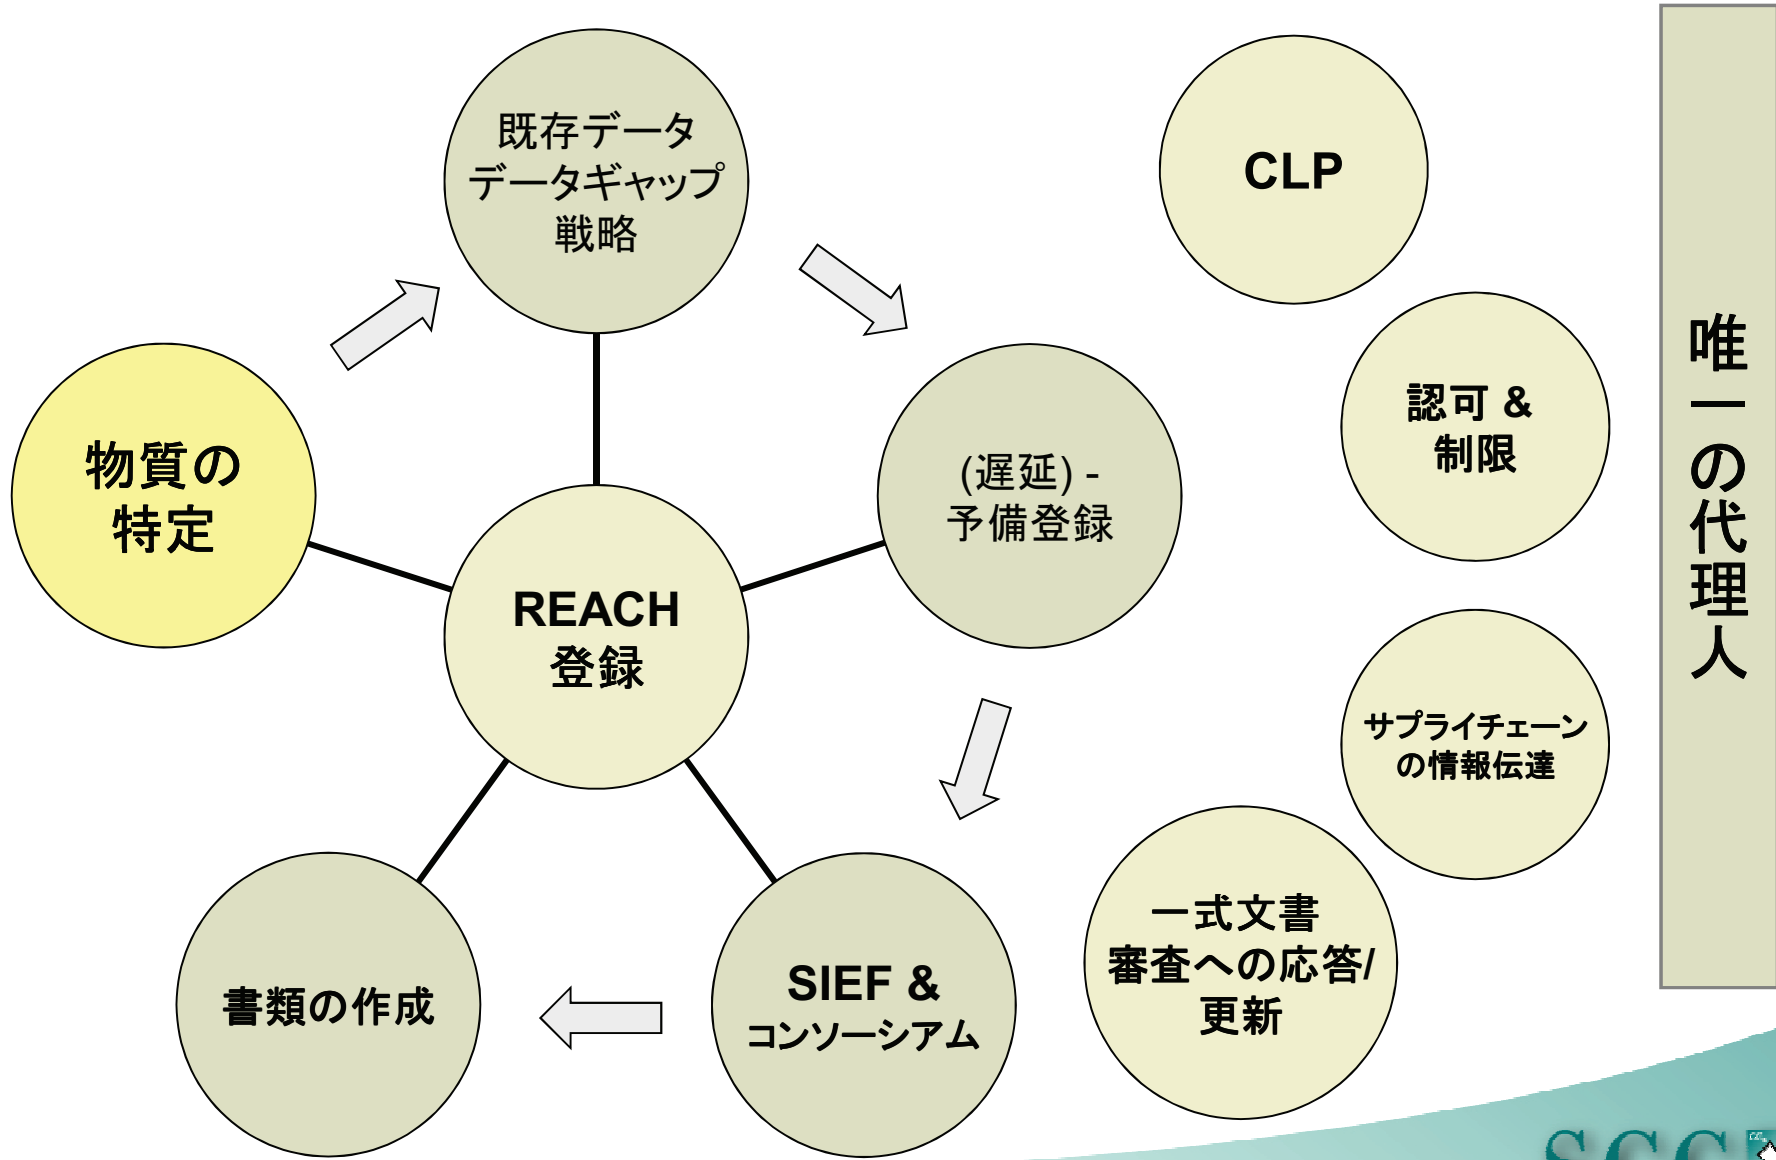 既存データ
データギャップ
戦略
物質の
特定
(遅延) -
予備登録
REACH
登録
書類の作成
SIEF &
コンソーシアム
CLP
認可 &
制限
サプライチェーン
の情報伝達
一式文書
審査への応答/
更新
唯一の代理人